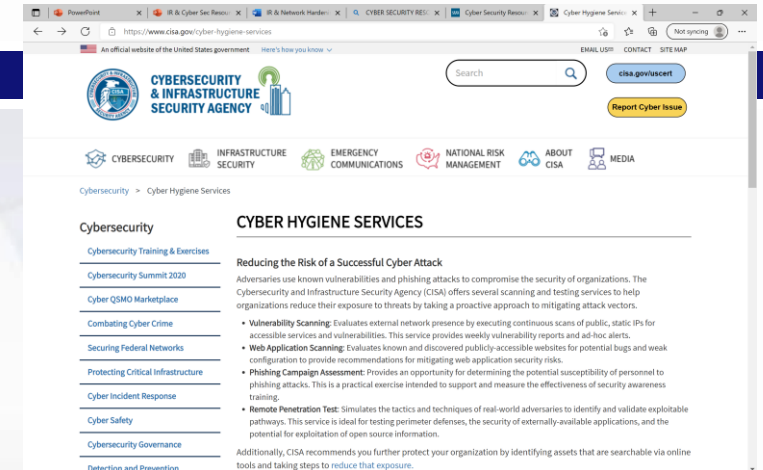 PowerPoint
IR & Cyber Sec Resour
IR & Network Harden
CYBER SECURITY RESC
Cyber Security Resour
Cyber Hygiene Service
https://www.cisa.gov/cyber-hygiene-services
Not syncing
An official website of the United States government Here's how you know
EMAIL US CONTACT SITE MAP
CYBERSECURITY
& INFRASTRUCTURE
SECURITY AGENCY
Search
cisa.gov/uscert
Report Cyber Issue
CYBERSECURITY
INFRASTRUCTURE
SECURITY
EMERGENCY
COMMUNICATIONS
NATIONAL RISK
MANAGEMENT
ABOUT
CISA
MEDIA
Cybersecurity > Cyber Hygiene Services
Cybersecurity
Cybersecurity Training & Exercises
Cybersecurity Summit 2020
Cyber QSMO Marketplace
Combating Cyber Crime
Securing Federal Networks
Protecting Critical Infrastructure
Cyber Incident Response
Cyber Safety
Cybersecurity Governance
Detection and Prevention
CYBER HYGIENE SERVICES
Reducing the Risk of a Successful Cyber Attack
Adversaries use known vulnerabilities and phishing attacks to compromise the security of organizations. The
Cybersecurity and Infrastructure Security Agency (CISA) offers several scanning and testing services to help
organizations reduce their exposure to threats by taking a proactive approach to mitigating attack vectors.
• Vulnerability Scanning: Evaluates external network presence by executing continuous scans of public, static IPs for
accessible services and vulnerabilities. This service provides weekly vulnerability reports and ad-hoc alerts.
• Web Application Scanning: Evaluates known and discovered publicly-accessible websites for potential bugs and weak
configuration to provide recommendations for mitigating web application security risks.
• Phishing Campaign Assessment: Provides an opportunity for determining the potential susceptibility of personnel to
phishing attacks. This is a practical exercise intended to support and measure the effectiveness of security awareness
training.
• Remote Penetration Test: Simulates the tactics and techniques of real-world adversaries to identify and validate exploitable
pathways. This service is ideal for testing perimeter defenses, the security of externally-available applications, and the
potential for exploitation of open source information.
Additionally, CISA recommends you further protect your organization by identifying assets that are searchable via online
tools and taking steps to reduce that exposure.